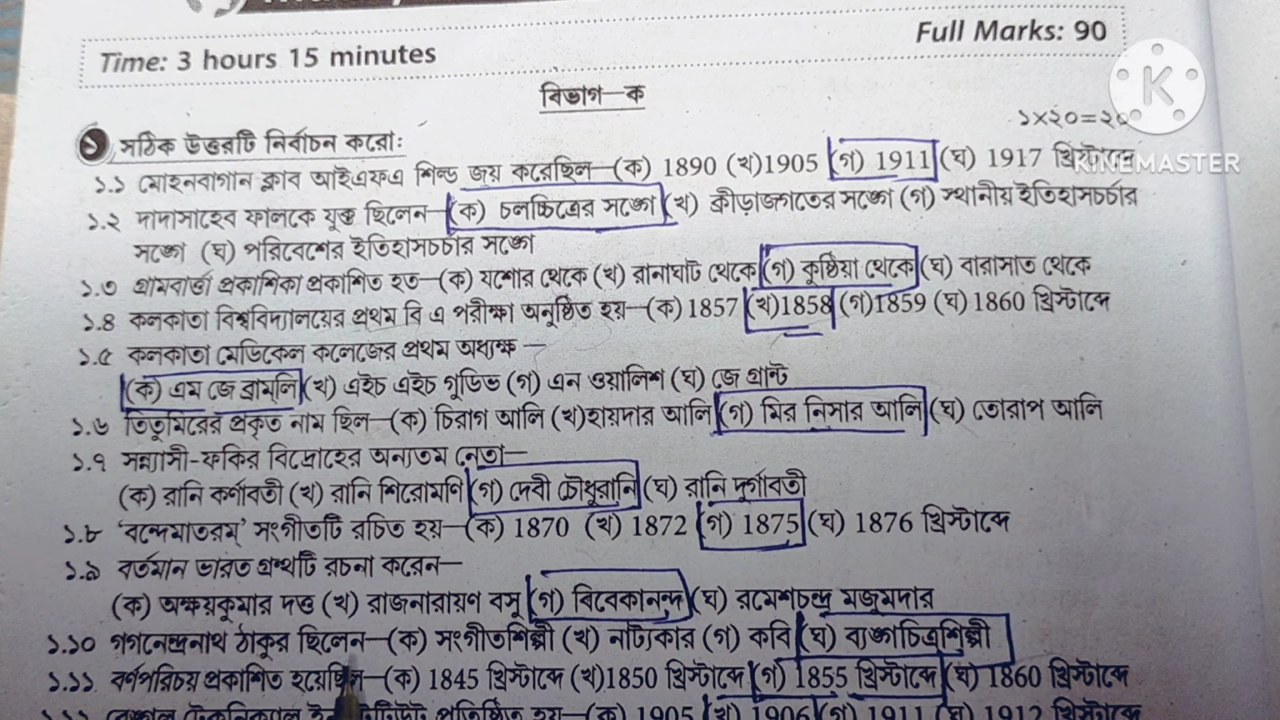 Time: 3 hours 15 minutes
Full Marks: 90
বিভাগ—ক
১ সঠিক উত্তরটি নির্বাচন করো:
১×২০=২০
১.১ মোহনবাগান ক্লাব আইএফএ শিল্ড জয় করেছিল—(ক) 1890 (খ)1905 (গ) 1911 (ঘ) 1917 খ্রিস্টাব্দে
১.২ দাদাসাহেব ফালকে যুক্ত ছিলেন—(ক) চলচ্চিত্রের সঙ্গে (খ) ক্রীড়াজগতের সঙ্গে (গ) স্থানীয় ইতিহাসচর্চার
সঙ্গে (ঘ) পরিবেশের ইতিহাসচর্চার সঙ্গে
১.৩ গ্রামবার্ত্তা প্রকাশিকা প্রকাশিত হত—(ক) যশোর থেকে (খ) রানাঘাট থেকে (গ) কুষ্ঠিয়া থেকে (ঘ) বারাসাত থেকে
১.৪ কলকাতা বিশ্ববিদ্যালয়ের প্রথম বি এ পরীক্ষা অনুষ্ঠিত হয়—(ক) 1857 (খ)1858 (গ)1859 (ঘ) 1860 খ্রিস্টাব্দে
১.৫ কলকাতা মেডিকেল কলেজের প্রথম অধ্যক্ষ —
(ক) এম জে ব্রামলি (খ) এইচ এইচ গুডিভ (গ) এন ওয়ালিশ (ঘ) জে গ্রান্ট
১.৬ তিতুমিরের প্রকৃত নাম ছিল—(ক) চিরাগ আলি (খ)হায়দার আলি (গ) মির নিসার আলি (ঘ) তোরাপ আলি
১.৭ সন্ন্যাসী-ফকির বিদ্রোহের অন্যতম নেতা—
(ক) রানি কর্ণাবতী (খ) রানি শিরোমণি (গ) দেবী চৌধুরানি (ঘ) রানি দুর্গাবতী
১.৮ ‘বন্দেমাতরম্’ সংগীতটি রচিত হয়—(ক) 1870 (খ) 1872 (গ) 1875 (ঘ) 1876 খ্রিস্টাব্দে
১.৯ বর্তমান ভারত গ্রন্থটি রচনা করেন—
(ক) অক্ষয়কুমার দত্ত (খ) রাজনারায়ণ বসু (গ) বিবেকানন্দ (ঘ) রমেশচন্দ্র মজুমদার
১.১০ গগনেন্দ্রনাথ ঠাকুর ছিলেন—(ক) সংগীতশিল্পী (খ) নাট্যকার (গ) কবি (ঘ) ব্যঙ্গচিত্রশিল্পী
১.১১ বর্ণপরিচয় প্রকাশিত হয়েছিল—(ক) 1845 খ্রিস্টাব্দে (খ)1850 খ্রিস্টাব্দে (গ) 1855 খ্রিস্টাব্দে (ঘ) 1860 খ্রিস্টাব্দে
প্রতিষ্ঠিত হয়—(ক) 1905 (খ) 1906 (গ) 1911 (ঘ) 1912 খ্রিস্টাব্দে
K
KINEMASTER